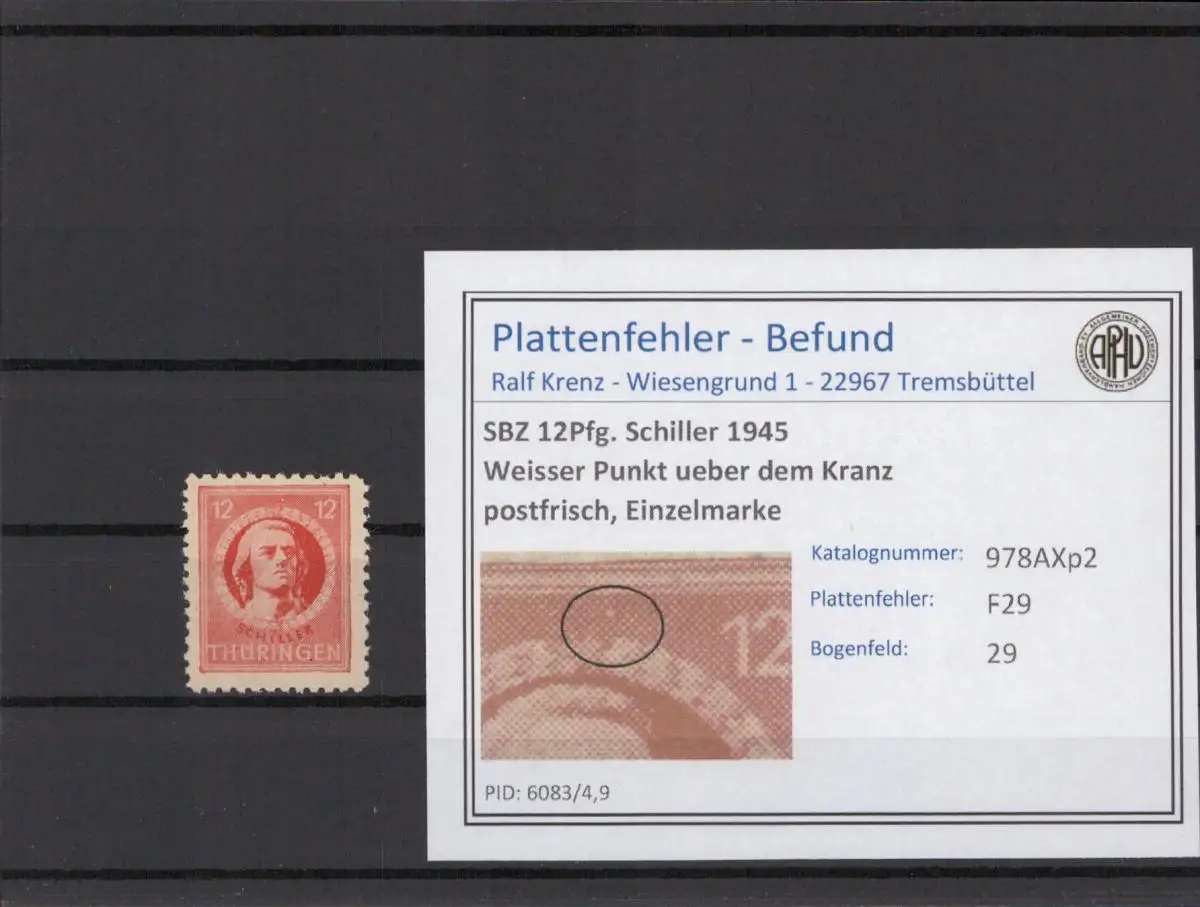 12 12
SCHILLER
THÜRINGEN
Plattenfehler - Befund
Ralf Krenz - Wiesengrund 1 - 22967 Tremsbüttel
APHV
SBZ 12Pfg. Schiller 1945
Weisser Punkt ueber dem Kranz
postfrisch, Einzelmarke
12
Katalognummer: 978AXp2
Plattenfehler: F29
Bogenfeld: 29
PID: 6083/4,9